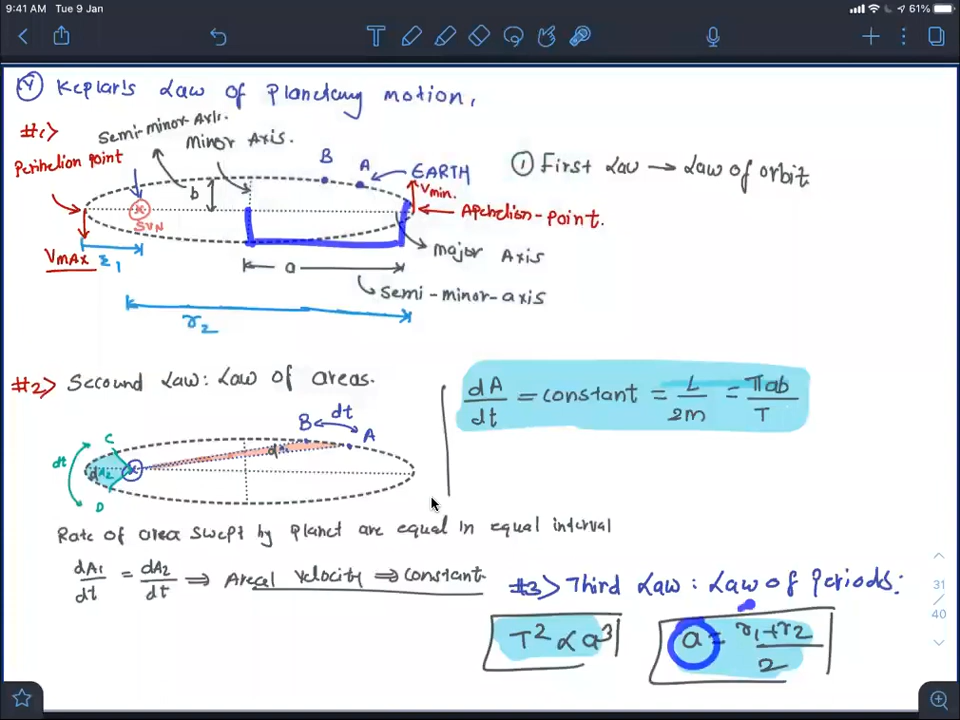 9:41 AM Tue 9 Jan
61%
IV Keplar's Law of planetary motion.
#1>
Semi-minor Axis.
Minor Axis.
Perihelion point
B
A
EARTH
Vmin.
b
SUN
Aphelion-point.
Vmax
r1
major Axis
a
Semi-minor-axis
r2
① First Law → Law of orbit
#2> Second Law: Law of areas.
dA/dt = constant = L/2m = πab/T
dt
B
A
C
dt
dA2
D
Rate of area swept by planet are equal in equal interval
dA1/dt = dA2/dt ⇒ Areal velocity ⇒ constant
#3> Third Law: Law of Periods:
T² ∝ a³
a = r1+r2/2
31
/
40